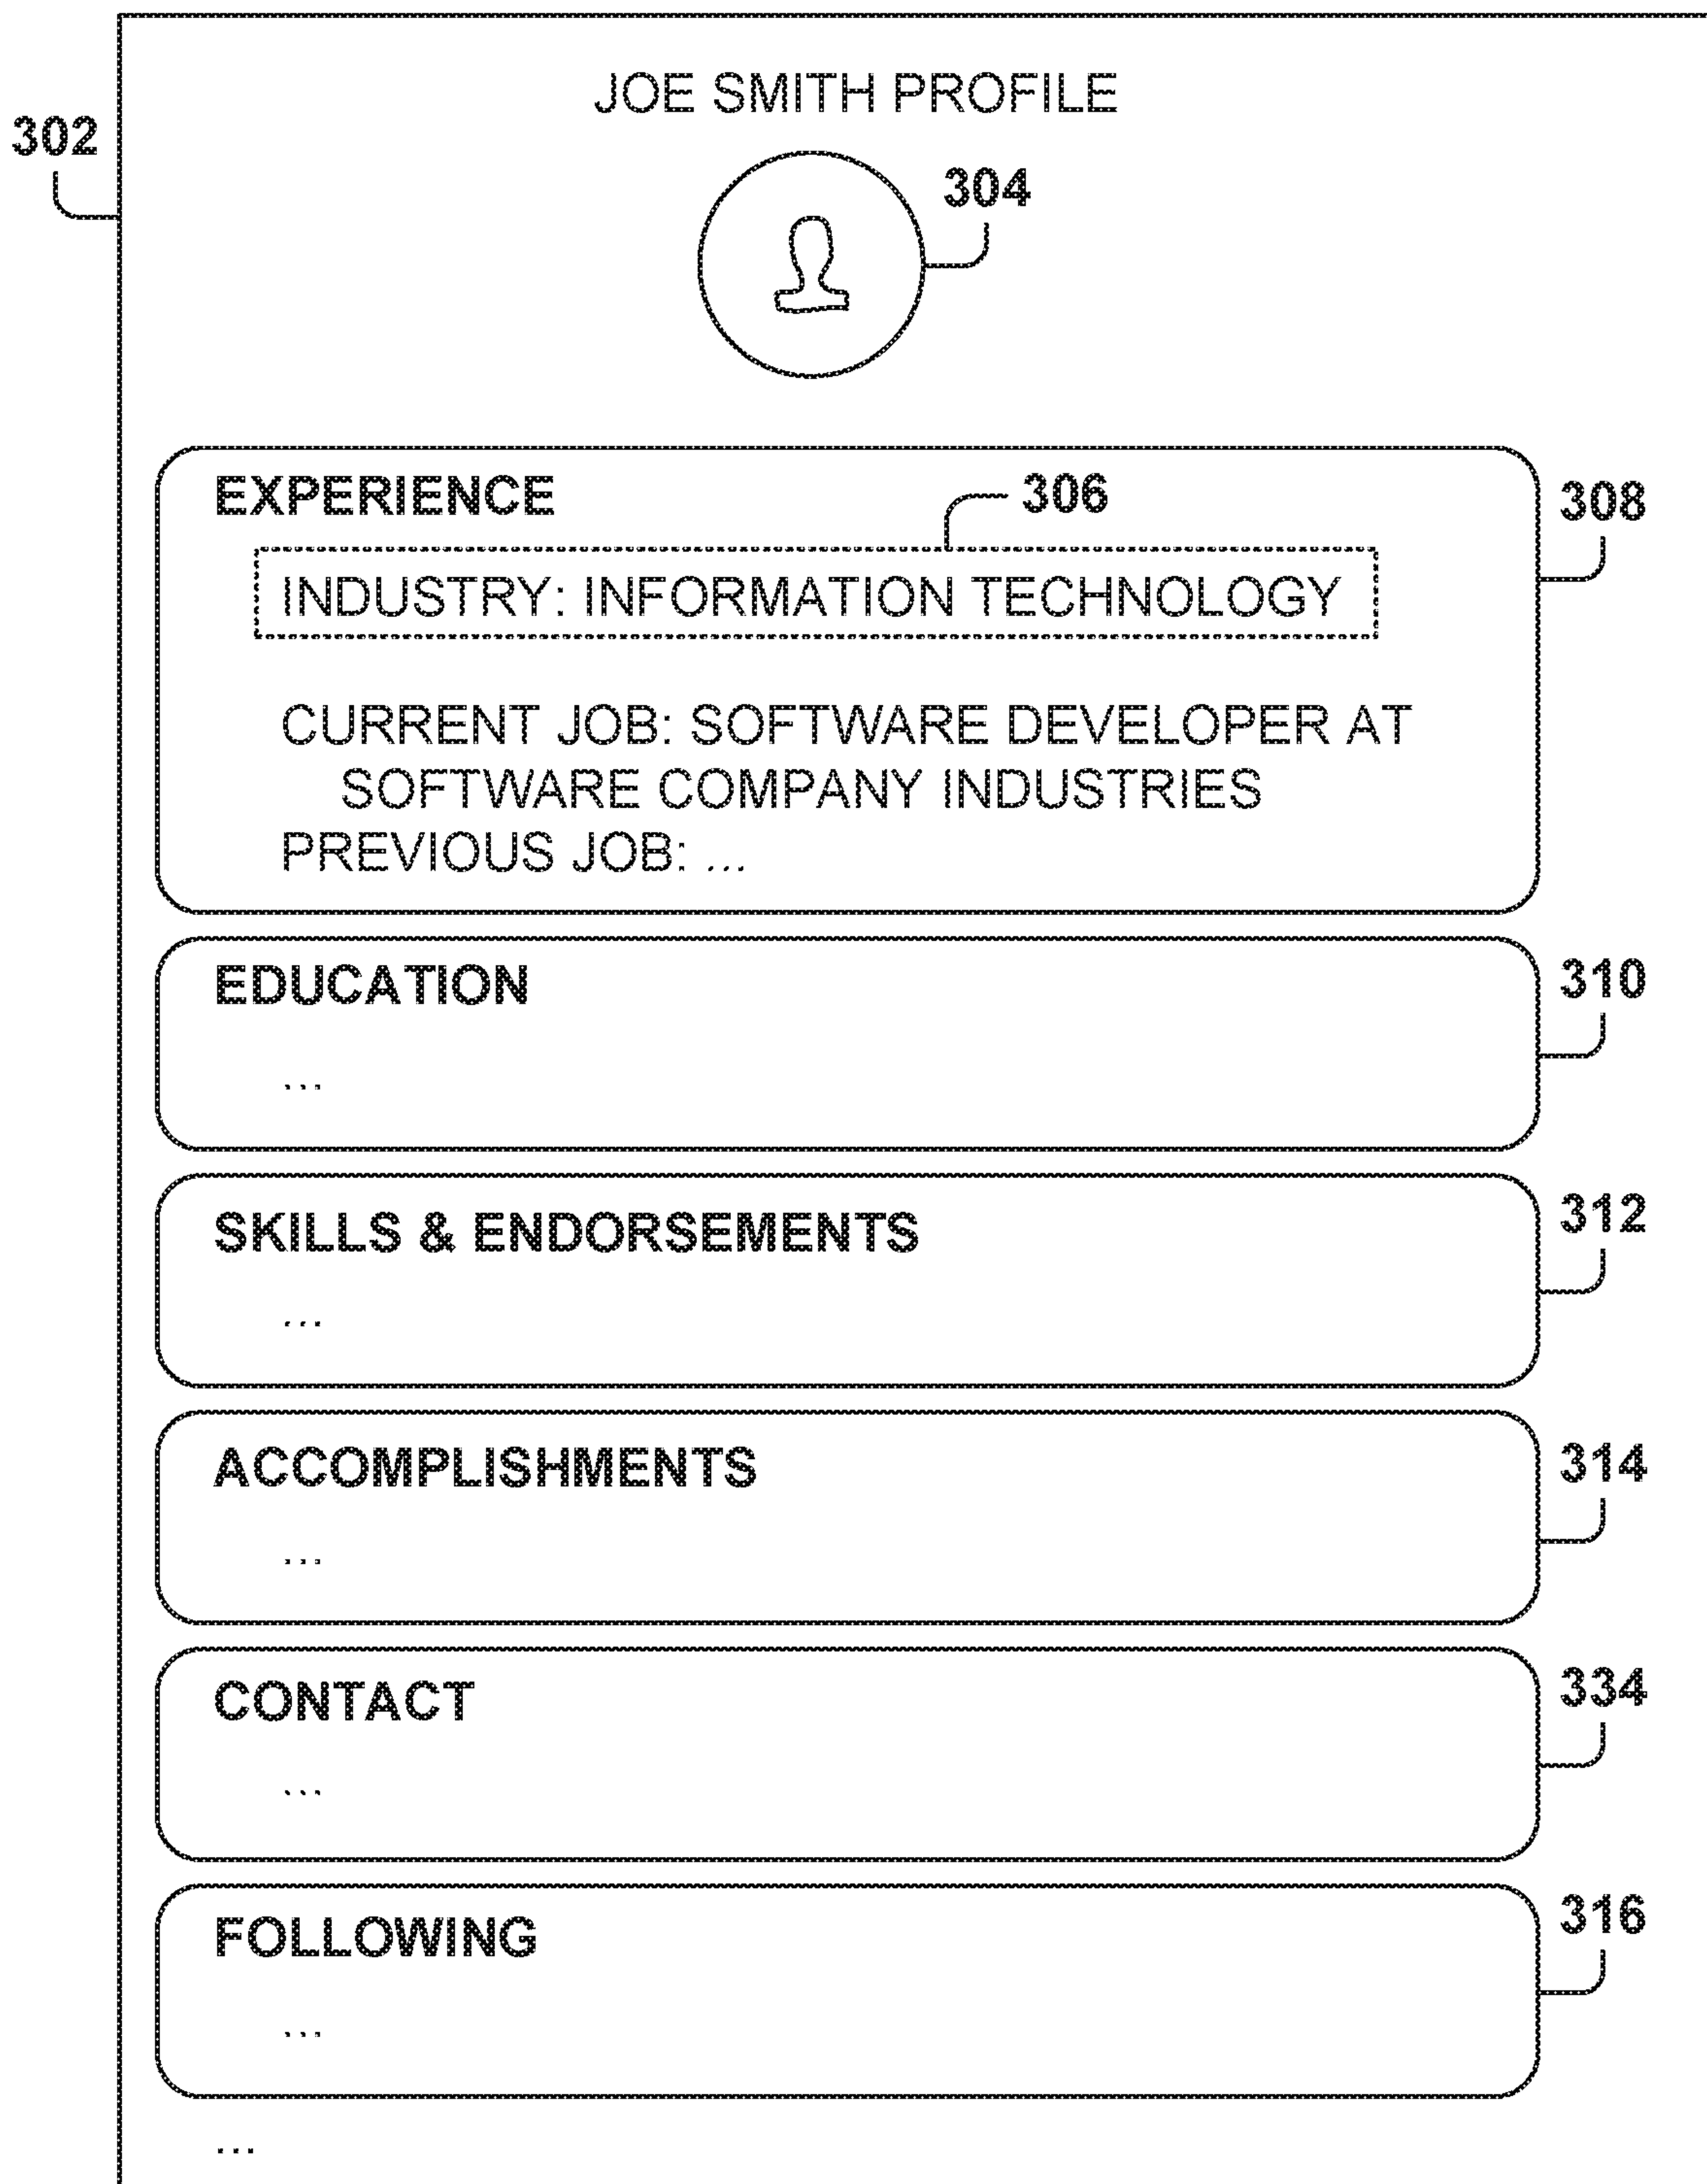 JOE SMITH PROFILE
302
304
EXPERIENCE
306
308
INDUSTRY: INFORMATION TECHNOLOGY
CURRENT JOB: SOFTWARE DEVELOPER AT
SOFTWARE COMPANY INDUSTRIES
PREVIOUS JOB: ...
EDUCATION
310
...
SKILLS & ENDORSEMENTS
312
...
ACCOMPLISHMENTS
314
...
CONTACT
334
...
FOLLOWING
316
...
...